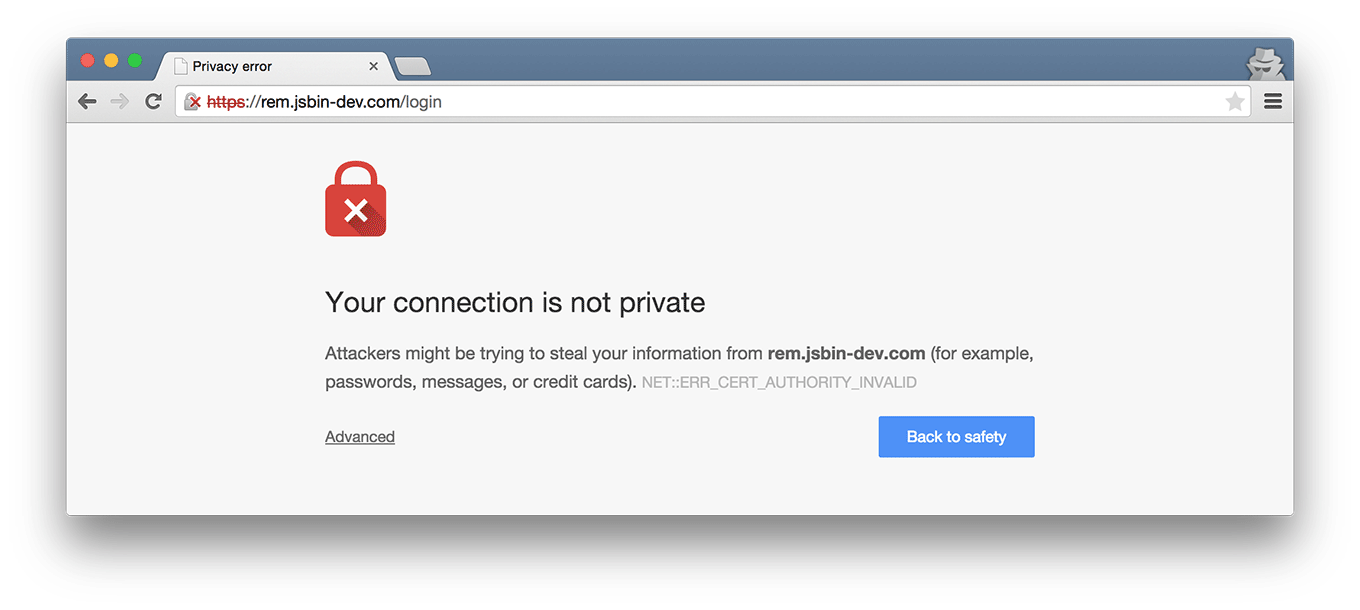 Privacy error
https://rem.jsbin-dev.com/login
Your connection is not private
Attackers might be trying to steal your information from rem.jsbin-dev.com (for example,
passwords, messages, or credit cards). NET::ERR_CERT_AUTHORITY_INVALID
Advanced
Back to safety